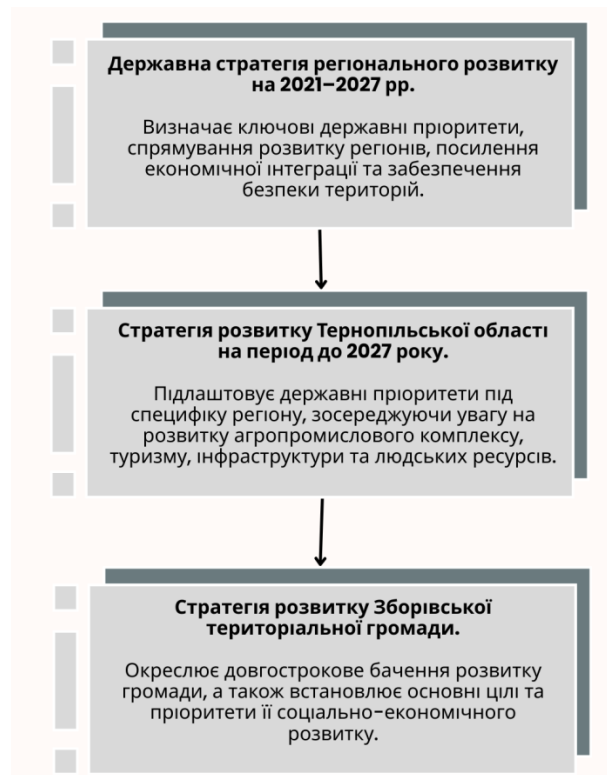 Державна стратегія регіонального розвитку
на 2021–2027 рр.
Визначає ключові державні пріоритети,
спрямування розвитку регіонів, посилення
економічної інтеграції та забезпечення
безпеки територій.
Стратегія розвитку Тернопільської області
на період до 2027 року.
Підлаштовує державні пріоритети під
специфіку регіону, зосереджуючи увагу на
розвитку агропромислового комплексу,
туризму, інфраструктури та людських ресурсів.
Стратегія розвитку Зборівської
територіальної громади.
Окреслює довгострокове бачення розвитку
громади, а також встановлює основні цілі та
пріоритети її соціально-економічного
розвитку.